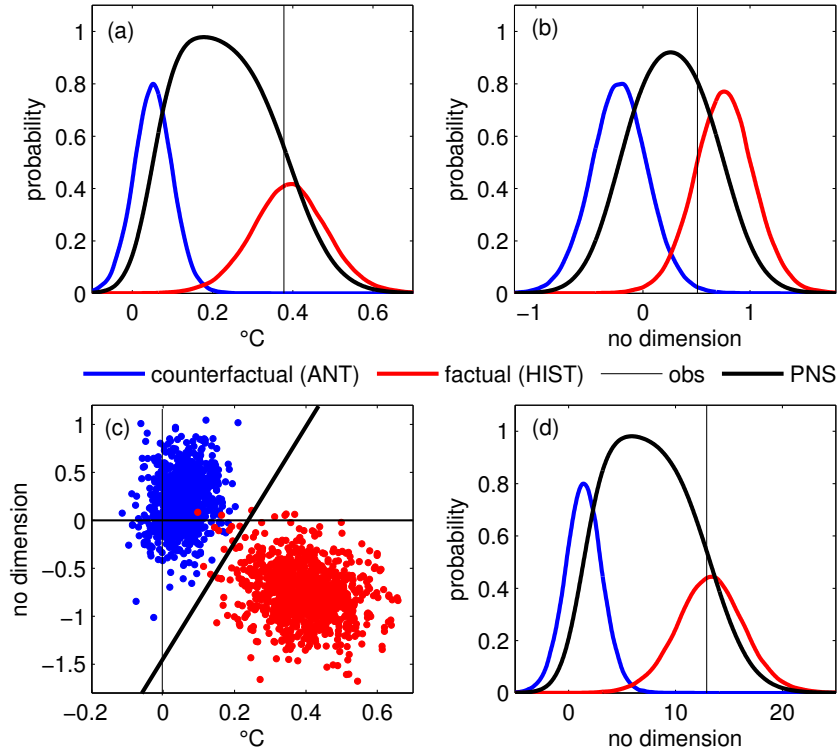 (a)
probability
1
0.8
0.6
0.4
0.2
0
0 0.2 0.4 0.6
°C
(b)
probability
1
0.8
0.6
0.4
0.2
0
−1 0 1
no dimension
counterfactual (ANT) factual (HIST) obs PNS
(c)
no dimension
1
0.5
0
−0.5
−1
−1.5
−0.2 0 0.2 0.4 0.6
°C
(d)
probability
1
0.8
0.6
0.4
0.2
0
0 10 20
no dimension